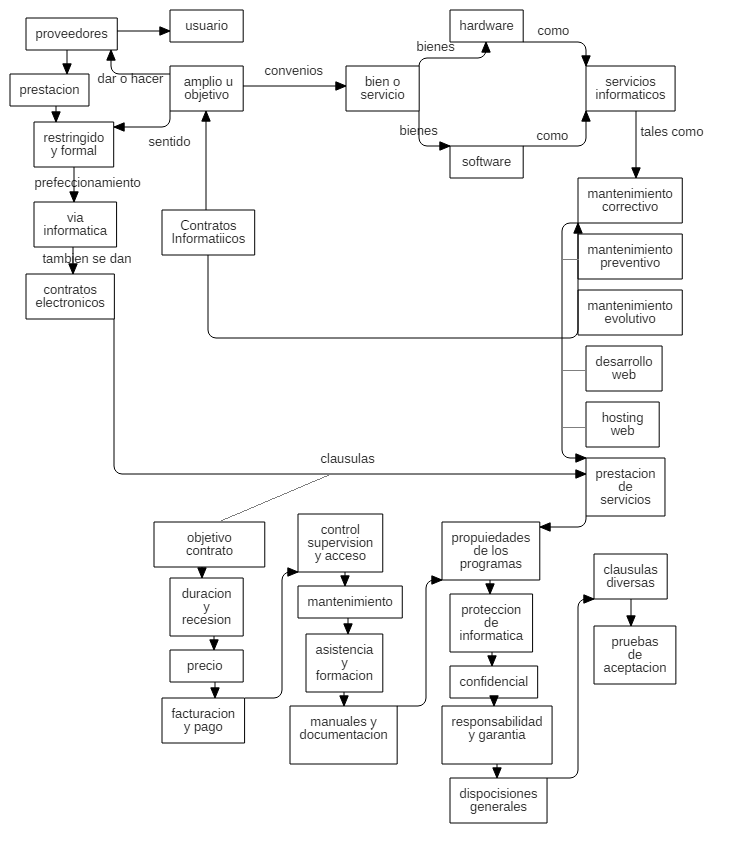 proveedores
usuario
hardware
como
bienes
dar o hacer
prestacion
amplio u
objetivo
convenios
bien o
servicio
servicios
informaticos
restringido
y formal
sentido
bienes
como
software
tales como
prefeccionamiento
via
informatica
Contratos
Informatiicos
mantenimiento
correctivo
tambien se dan
contratos
electronicos
mantenimiento
preventivo
mantenimiento
evolutivo
desarrollo
web
hosting
web
clausulas
prestacion
de
servicios
objetivo
contrato
duracion
y
recesion
precio
facturacion
y pago
control
supervision
y acceso
mantenimiento
asistencia
y
formacion
manuales y
documentacion
propuiedades
de los
programas
proteccion
de
informatica
confidencial
responsabilidad
y garantia
dispocisiones
generales
clausulas
diversas
pruebas
de
aceptacion